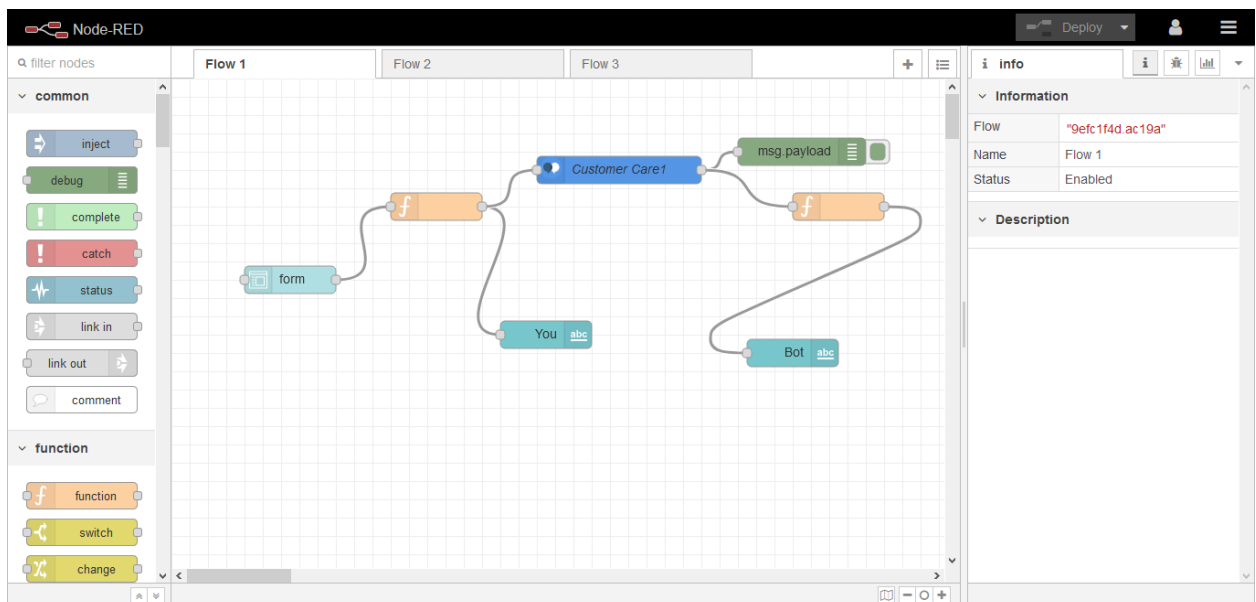 Node-RED
Deploy
filter nodes
Flow 1
Flow 2
Flow 3
i info
i
common
Information
inject
Flow "9efc1f4d.ac19a"
msg.payload
Name Flow 1
debug
Customer Care1
Status Enabled
f
f
complete
Description
catch
form
status
link in
You abc
Bot abc
link out
comment
function
f function
switch
change